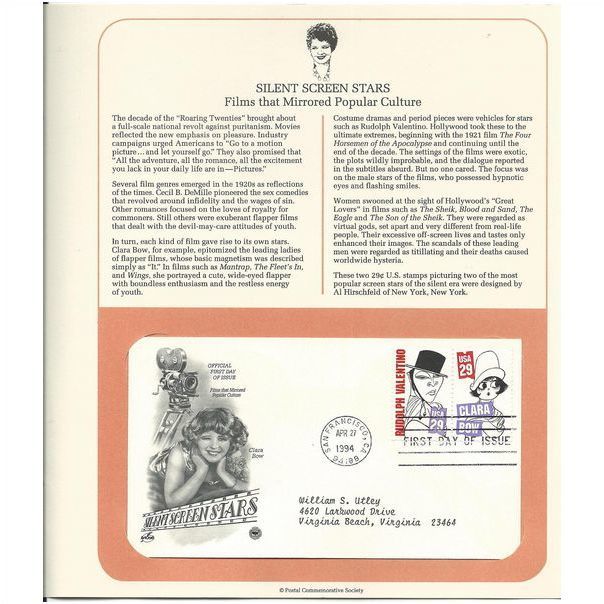 SILENT SCREEN STARS
Films that Mirrored Popular Culture
The decade of the "Roaring Twenties" brought about
a full-scale national revolt against puritanism. Movies
reflected the new emphasis on pleasure. Industry
campaigns urged Americans to "Go to a motion
picture... and let yourself go." They also promised that
"All the adventure, all the romance, all the excitement
you lack in your daily life are in—Pictures."
Several film genres emerged in the 1920s as reflections
of the times. Cecil B. DeMille pioneered the sex comedies
that revolved around infidelity and the wages of sin.
Other romances focused on the loves of royalty for
commoners. Still others were exuberant flapper films
that dealt with the devil-may-care attitudes of youth.
In turn, each kind of film gave rise to its own stars.
Clara Bow, for example, epitomized the leading ladies
of flapper films, whose basic magnetism was described
simply as "It." In films such as Mantrap, The Fleet's In,
and Wings, she portrayed a cute, wide-eyed flapper
with boundless enthusiasm and the restless energy
of youth.
Costume dramas and period pieces were vehicles for stars
such as Rudolph Valentino. Hollywood took these to the
ultimate extremes, beginning with the 1921 film The Four
Horsemen of the Apocalypse and continuing until the
end of the decade. The settings of the films were exotic,
the plots wildly improbable, and the dialogue reported
in the subtitles absurd. But no one cared. The focus was
on the male stars of the films, who possessed hypnotic
eyes and flashing smiles.
Women swooned at the sight of Hollywood's "Great
Lovers" in films such as The Sheik, Blood and Sand, The
Eagle and The Son of the Sheik. They were regarded as
virtual gods, set apart and very different from real-life
people. Their excessive off-screen lives and tastes only
enhanced their images. The scandals of these leading
men were regarded as titillating and their deaths caused
worldwide hysteria.
These two 29¢ U.S. stamps picturing two of the most
popular screen stars of the silent era were designed by
Al Hirschfeld of New York, New York.
OFFICIAL
FIRST DAY
OF ISSUE
Films that Mirrored
Popular Culture
Clara
Bow
SILENT SCREEN STARS
RUDOLPH VALENTINO
USA
29
USA
29
CLARA
BOW
SAN FRANCISCO, CA
APR 27
1994
94188
FIRST DAY OF ISSUE
William S. Utley
4620 Larkwood Drive
Virginia Beach, Virginia 23464
© Postal Commemorative Society